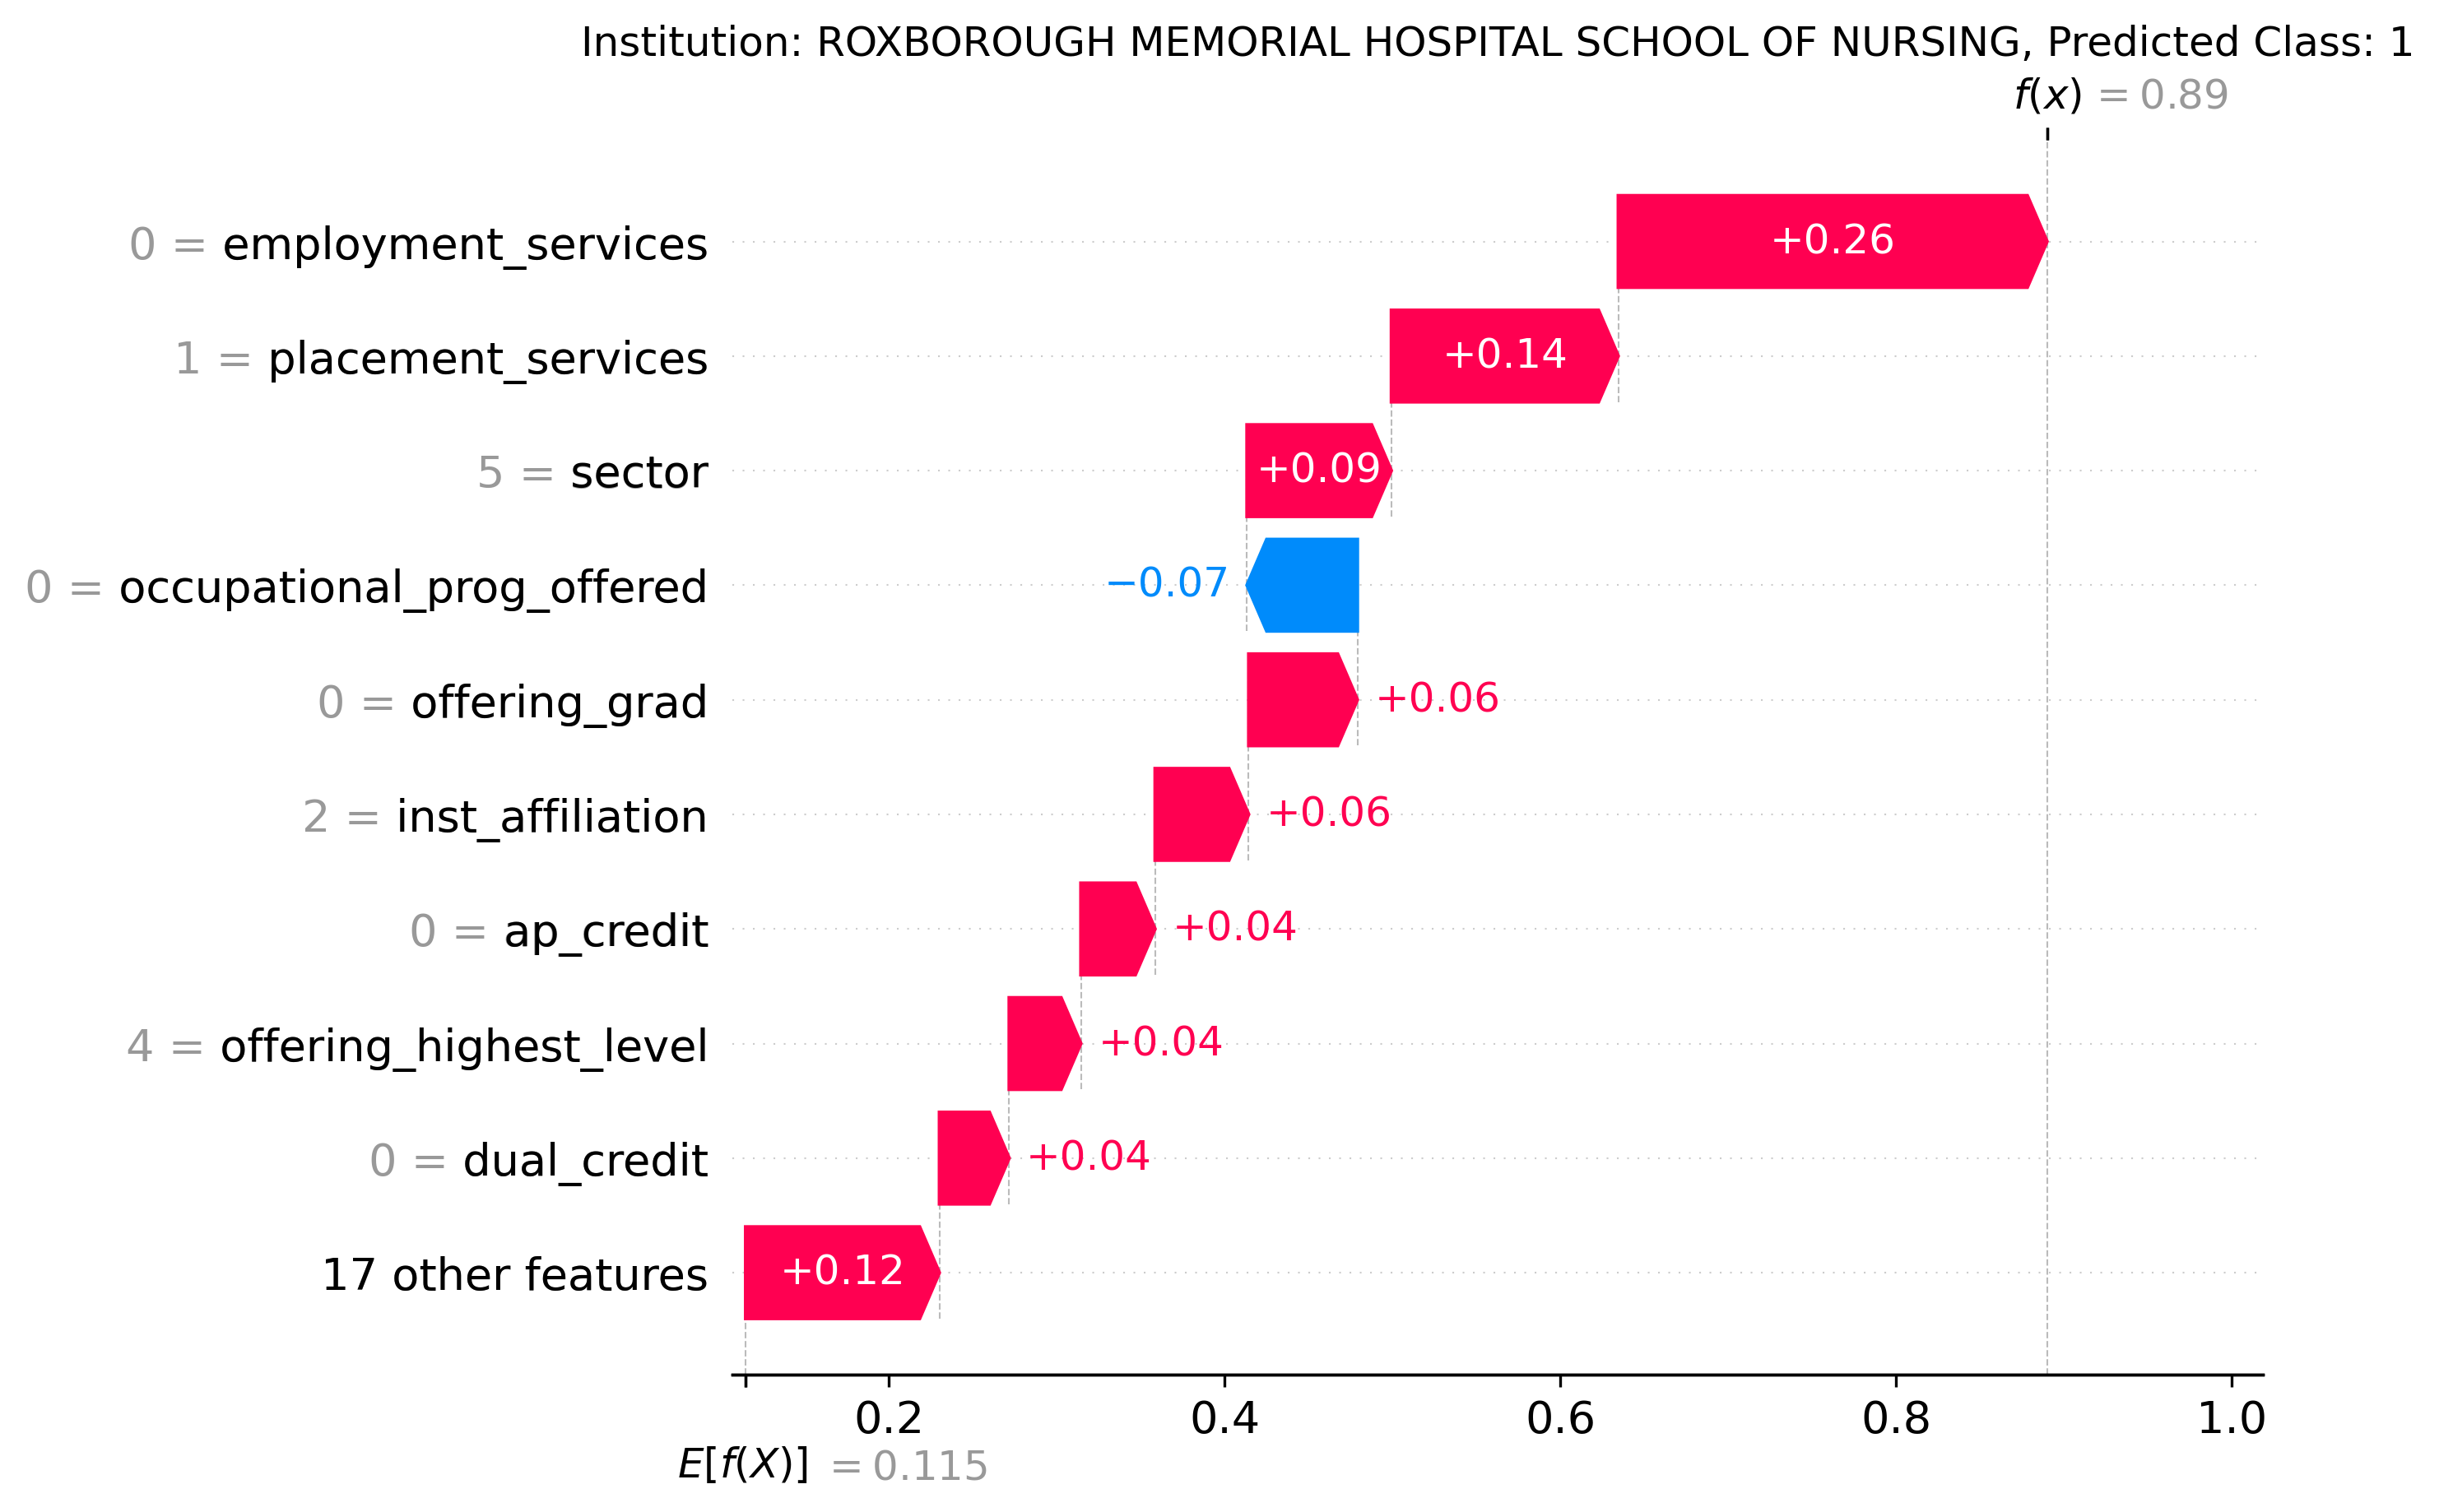 Institution: ROXBOROUGH MEMORIAL HOSPITAL SCHOOL OF NURSING, Predicted Class: 1
f(x) = 0.89
0 = employment_services +0.26
1 = placement_services +0.14
5 = sector +0.09
0 = occupational_prog_offered −0.07
0 = offering_grad +0.06
2 = inst_affiliation +0.06
0 = ap_credit +0.04
4 = offering_highest_level +0.04
0 = dual_credit +0.04
17 other features +0.12
0.2 0.4 0.6 0.8 1.0
E[f(X)] = 0.115